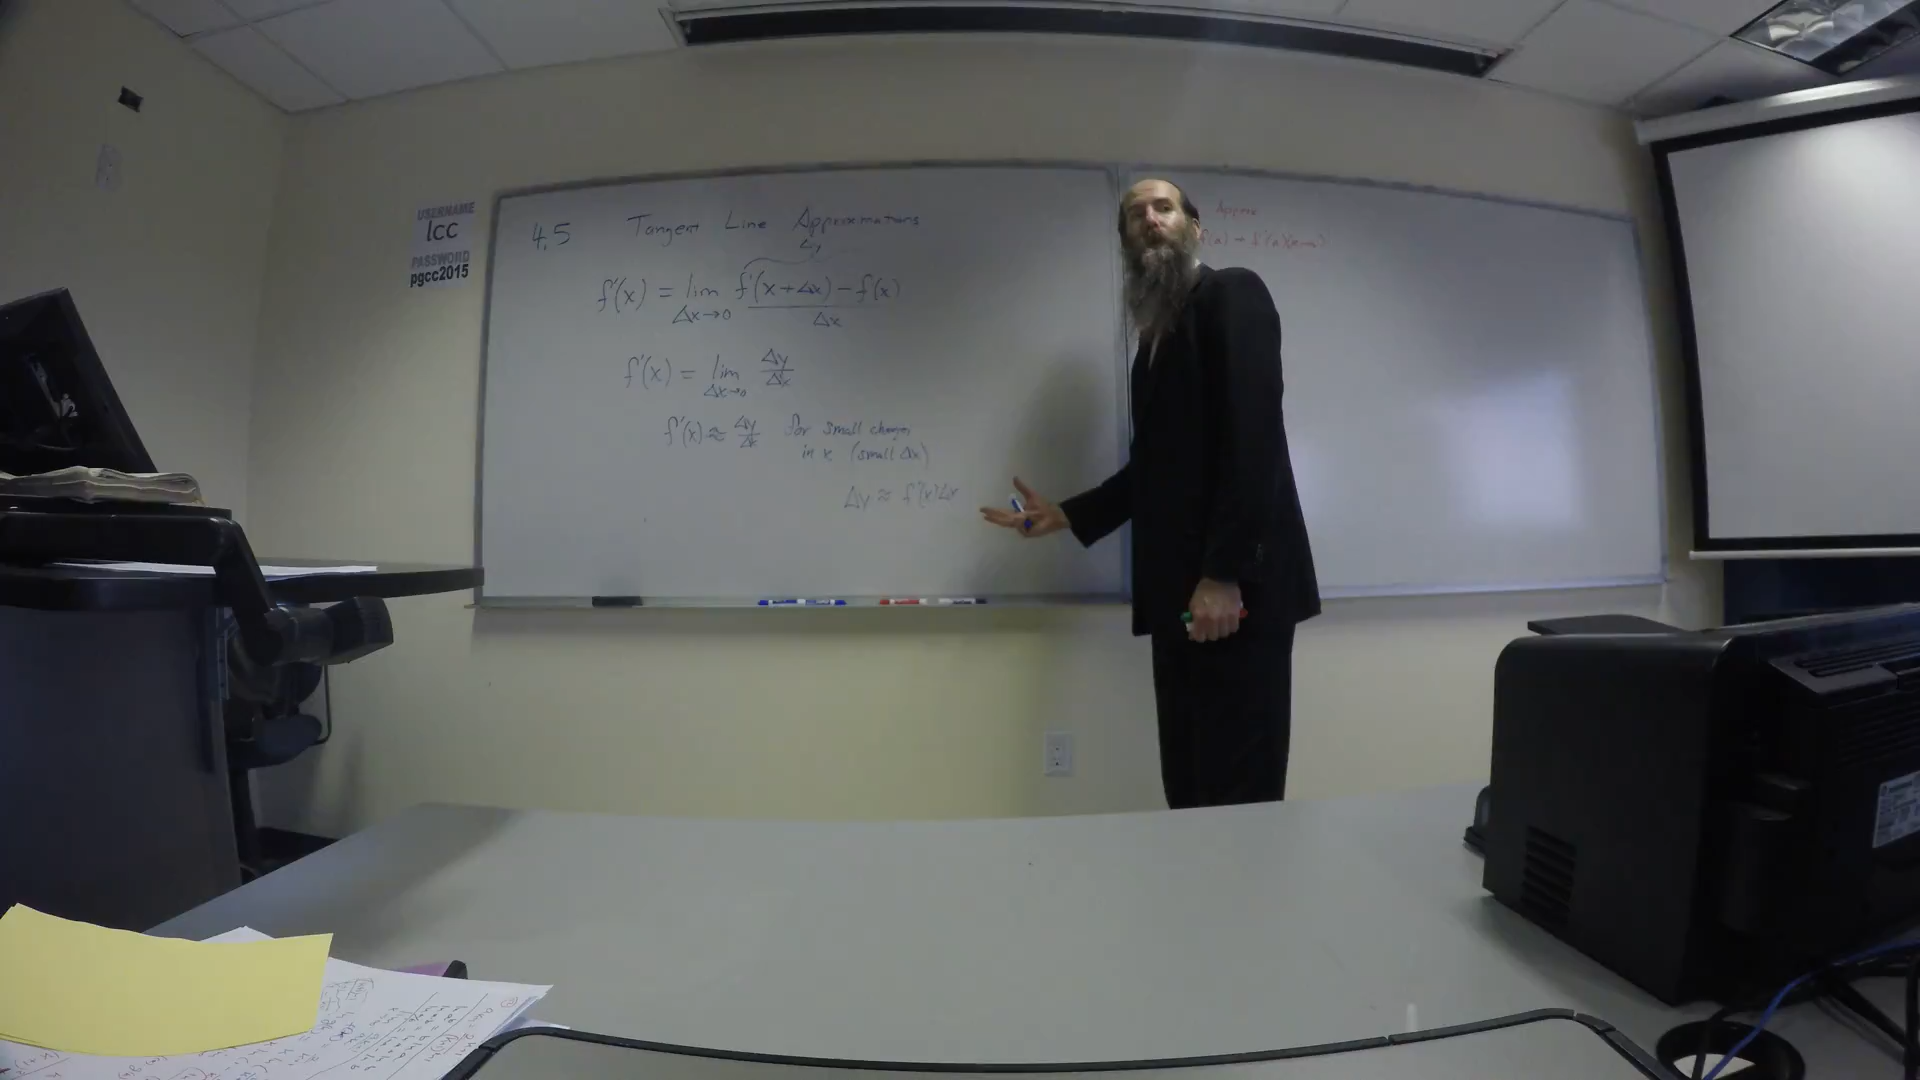 USERNAME
lcc
PASSWORD
pgcc2015
4.5 Tangent Line Approximations
Δy
f'(x) = lim Δx→0 f(x+Δx) - f(x) / Δx
f'(x) = lim Δx→0 Δy/Δx
f'(x) ≈ Δy/Δx for small changes
in x (small Δx)
Δy ≈ f'(x)Δx
Approx
f(a) + f'(a)(x-a)